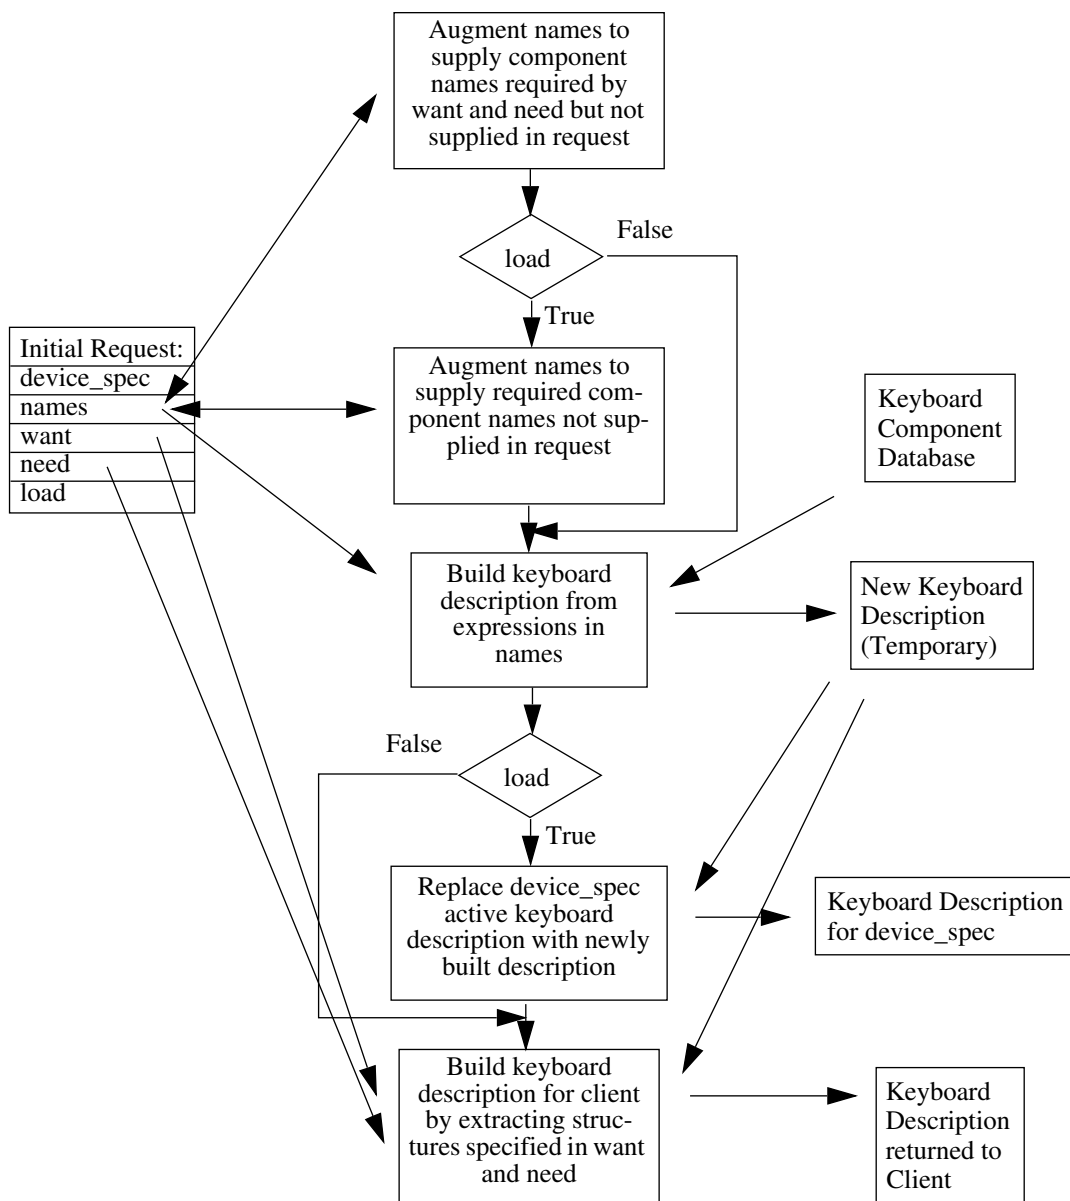 Augment names to
supply component
names required by
want and need but not
supplied in request
False
load
True
Initial Request:
device_spec
names
want
need
load
Augment names to
supply required com-
ponent names not sup-
plied in request
Keyboard
Component
Database
Build keyboard
description from
expressions in
names
New Keyboard
Description
(Temporary)
False
load
True
Replace device_spec
active keyboard
description with newly
built description
Keyboard Description
for device_spec
Build keyboard
description for client
by extracting struc-
tures specified in want
and need
Keyboard
Description
returned to
Client